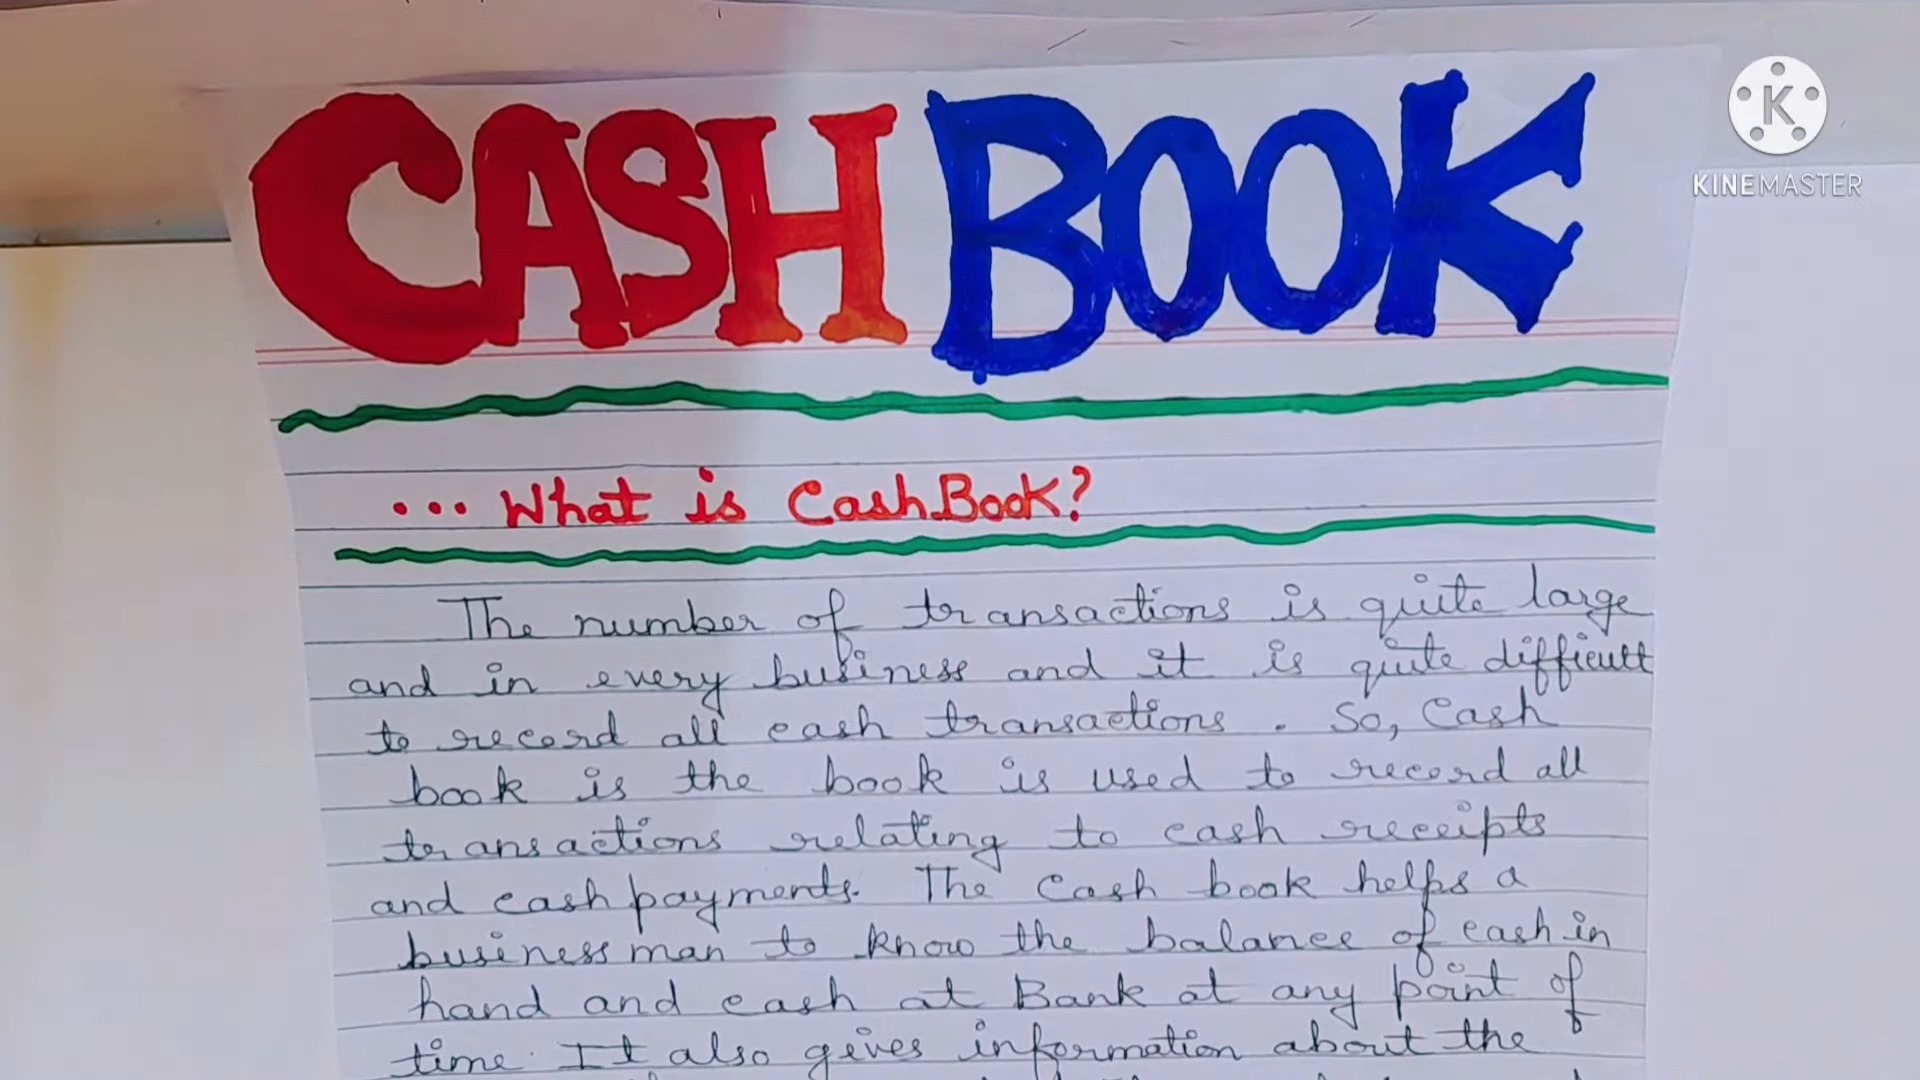 CASH BOOK
KINEMASTER
... What is CashBook?
The number of transactions is quite large
and in every business and it is quite difficult
to record all cash transactions. So, Cash
book is the book is used to record all
transactions relating to cash receipts
and cash payments. The Cash book helps a
business man to know the balance of cash in
hand and cash at Bank at any point of
time. It also gives information about the